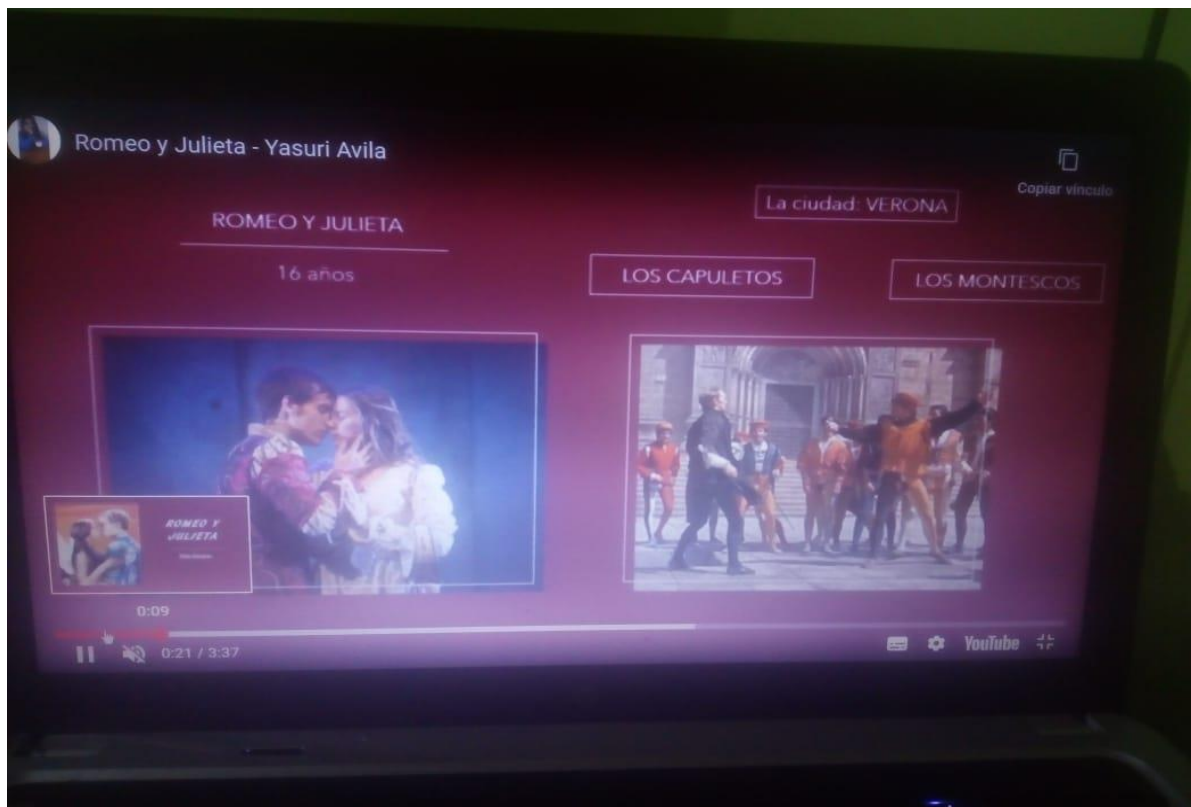 Romeo y Julieta - Yasuri Avila
Copiar vínculo
La ciudad: VERONA
ROMEO Y JULIETA
16 años
LOS CAPULETOS
LOS MONTESCOS
ROMEO Y
JULIETA
0:09
0:21 / 3:37
YouTube